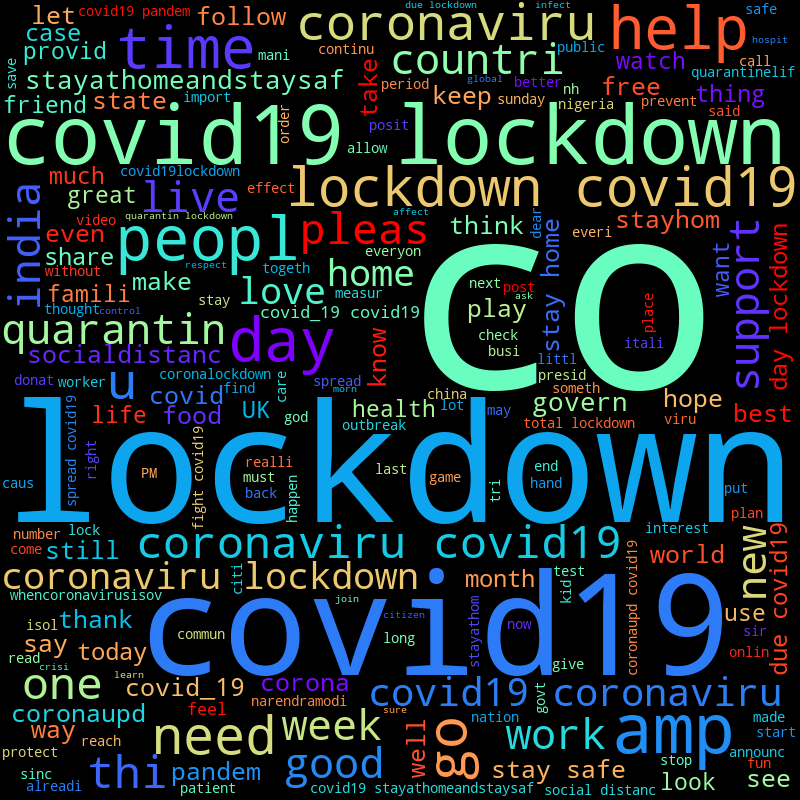 due lockdown
infect
let
covid19 pandem
follow
coronaviru
help
safe
case
time
countri
public
hospit
provid
mani
continu
watch
call
save
stayathomeandstaysaf
take
global
better
nh
quarantinelif
friend
state
import
order
period
keep
sunday
nigeria
free
prevent
thing
said
posit
covid19 lockdown
allow
much
covid19lockdown
lockdown covid19
great
live
effect
india
video
quarantin lockdown
affect
dear
everi
stayhom
even
peopl
pleas
think
support
share
without
respect
togeth
everyon
stay home
want
day lockdown
make
home
co
next
post
famili
stay
love
measur
ask
play
place
thought
control
covid_19 covid19
quarantin
day
know
check
busi
itali
socialdistanc
littl
donat
worker
coronalockdown
find
spread
morn
care
presid
someth
u
covid
china
govern
hope
life
food
UK
god
health
lot
may
best
lockdown
outbreak
total lockdown
viru
spread covid19
right
fight covid19
realli
last
end
caus
PM
must
game
tri
hand
put
back
happen
plan
number
lock
interest
come
still
coronaviru covid19
new
world
due covid19
coronaviru lockdown
citi
month
test
kid
coronaupd covid19
whencoronavirusisov
join
covid19
isol
thank
citizen
use
commun
now
stayathom
sir
say
today
long
onlin
read
crisi
learn
give
one
covid_19
corona
covid19 coronaviru
govt
coronaupd
feel
narendramodi
sure
nation
made
way
reach
need
week
well
go
work
amp
start
protect
announc
sinc
thi
pandem
good
stay safe
stop
fun
look
see
alreadi
patient
covid19 stayathomeandstaysaf
social distanc